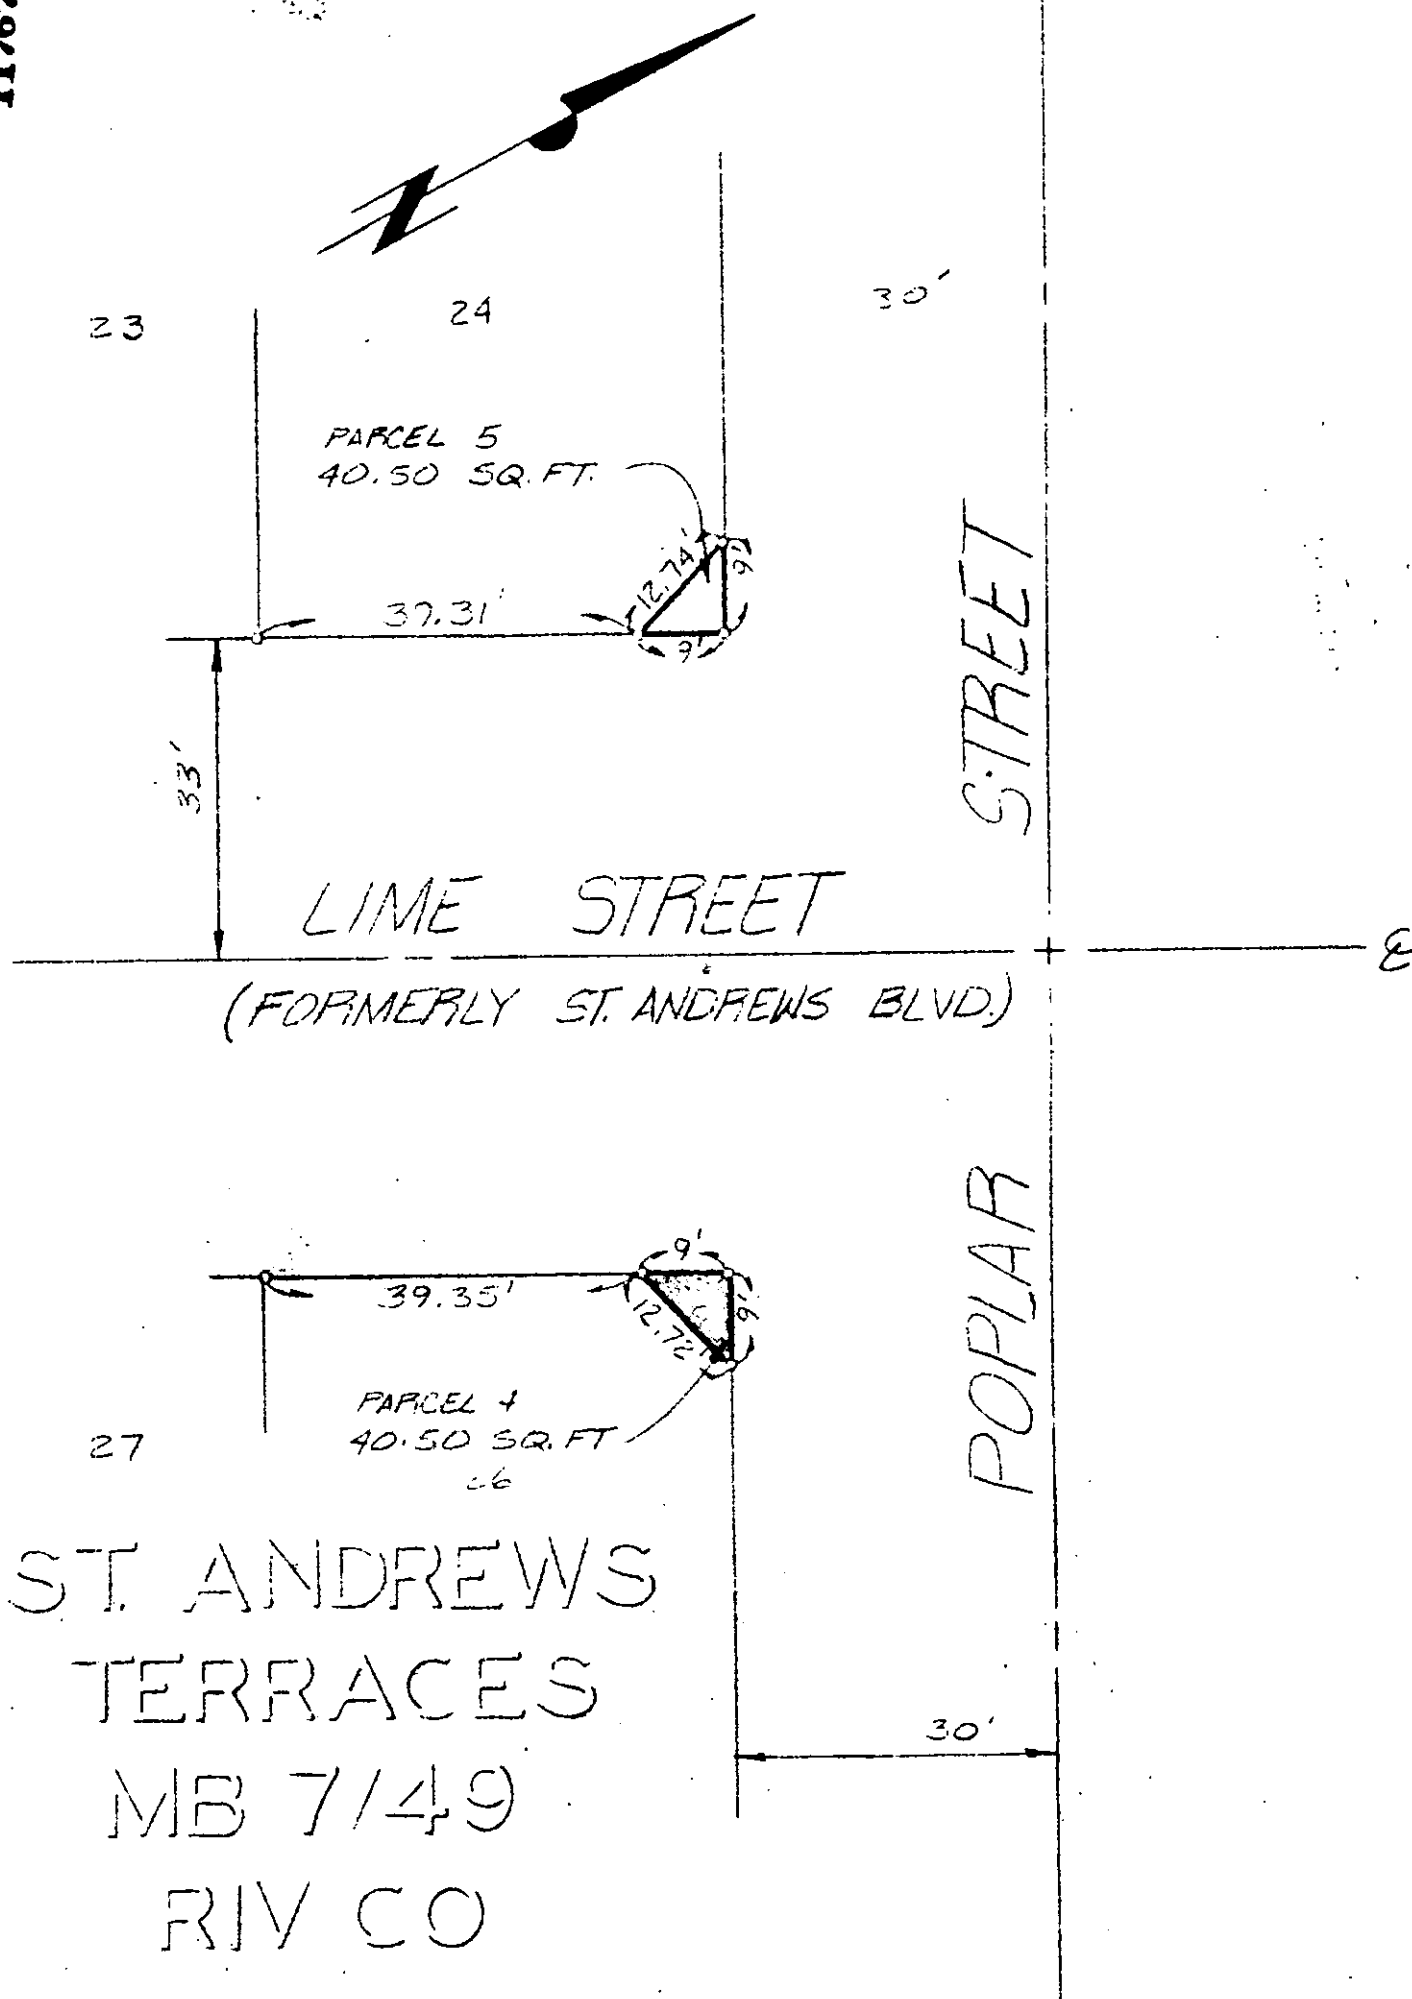 N
23
24
30'
PARCEL 5
40.50 SQ. FT.
12.74'
9'
37.31'
9'
33'
STREET
LIME STREET
(FORMERLY ST. ANDREWS BLVD.)
9'
39.35'
12.72'
9'
POPLAR
PARCEL 4
40.50 SQ. FT
27
ST. ANDREWS
TERRACES
MB 7/49
RIV CO
30'